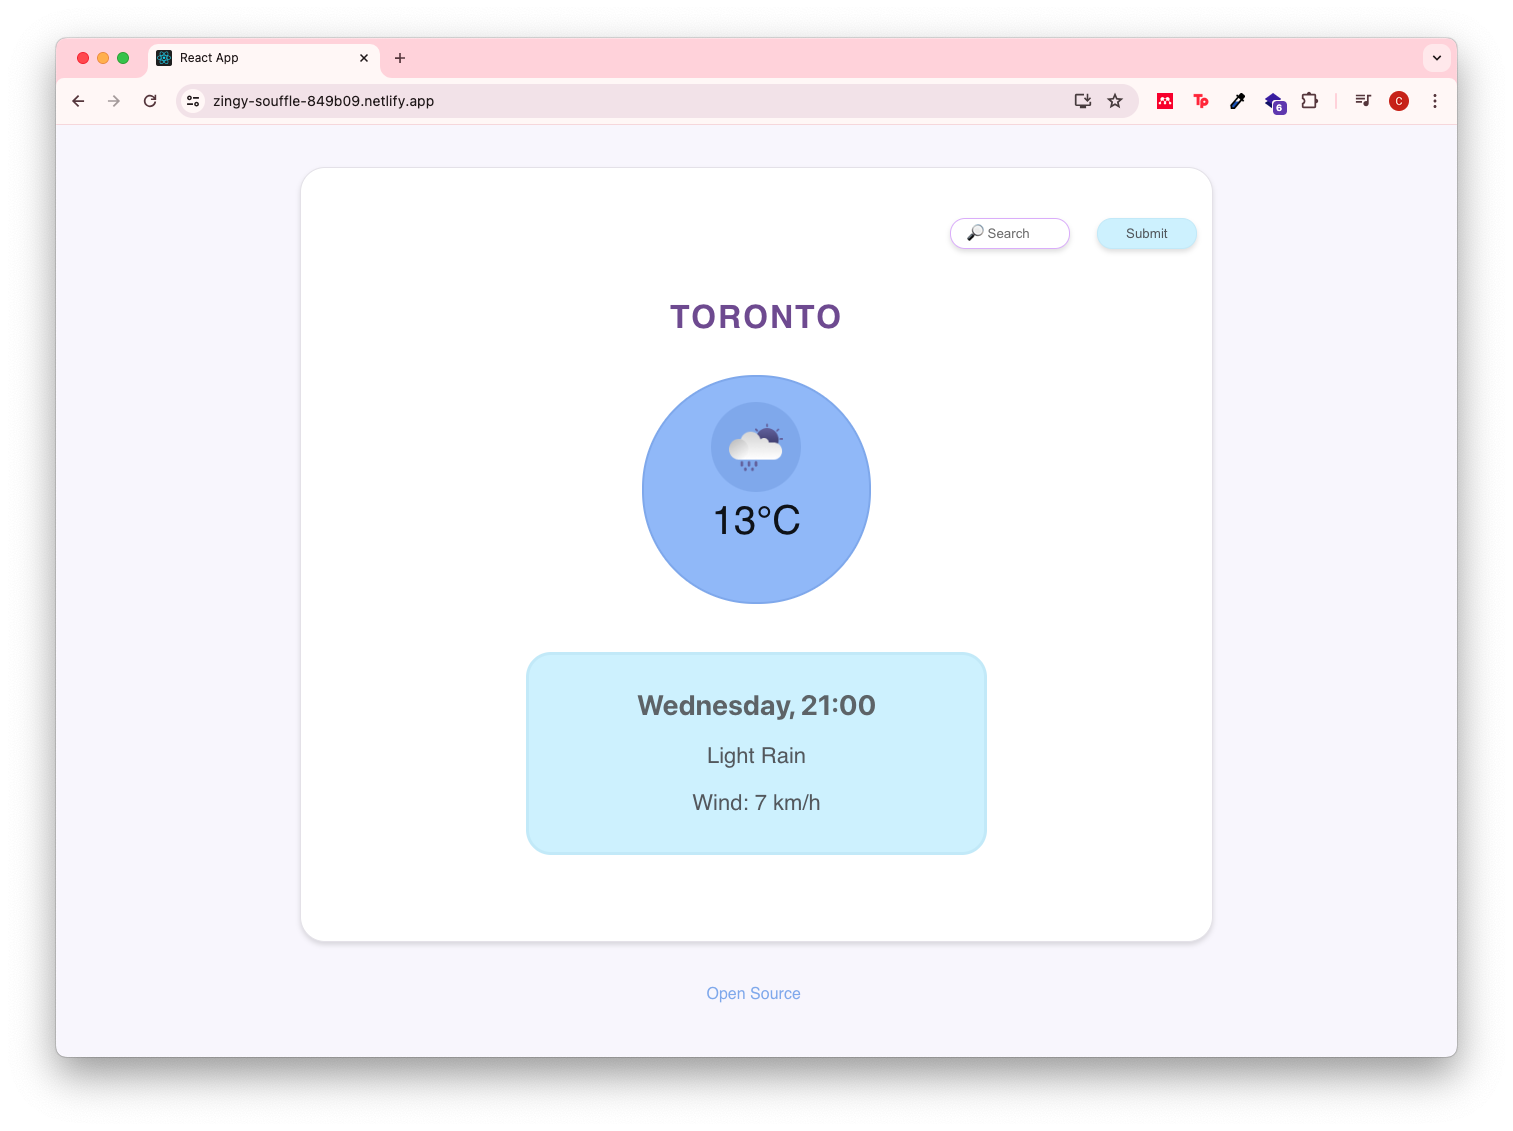 React App
zingy-souffle-849b09.netlify.app
Tp
6
C
🔎 Search
Submit
TORONTO
13°C
Wednesday, 21:00
Light Rain
Wind: 7 km/h
Open Source